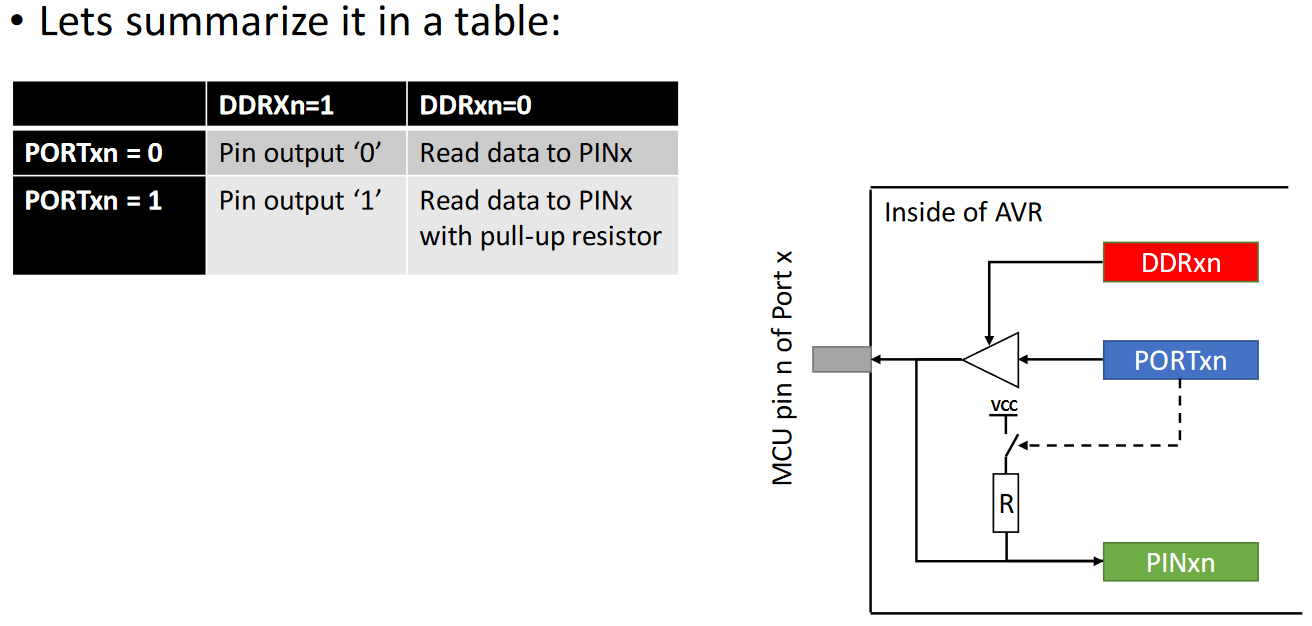 • Lets summarize it in a table:
DDRXn=1 DDRxn=0
PORTxn = 0 Pin output ‘0’ Read data to PINx
PORTxn = 1 Pin output ‘1’ Read data to PINx
with pull-up resistor
Inside of AVR
MCU pin n of Port x
DDRxn
PORTxn
vcc
R
PINxn